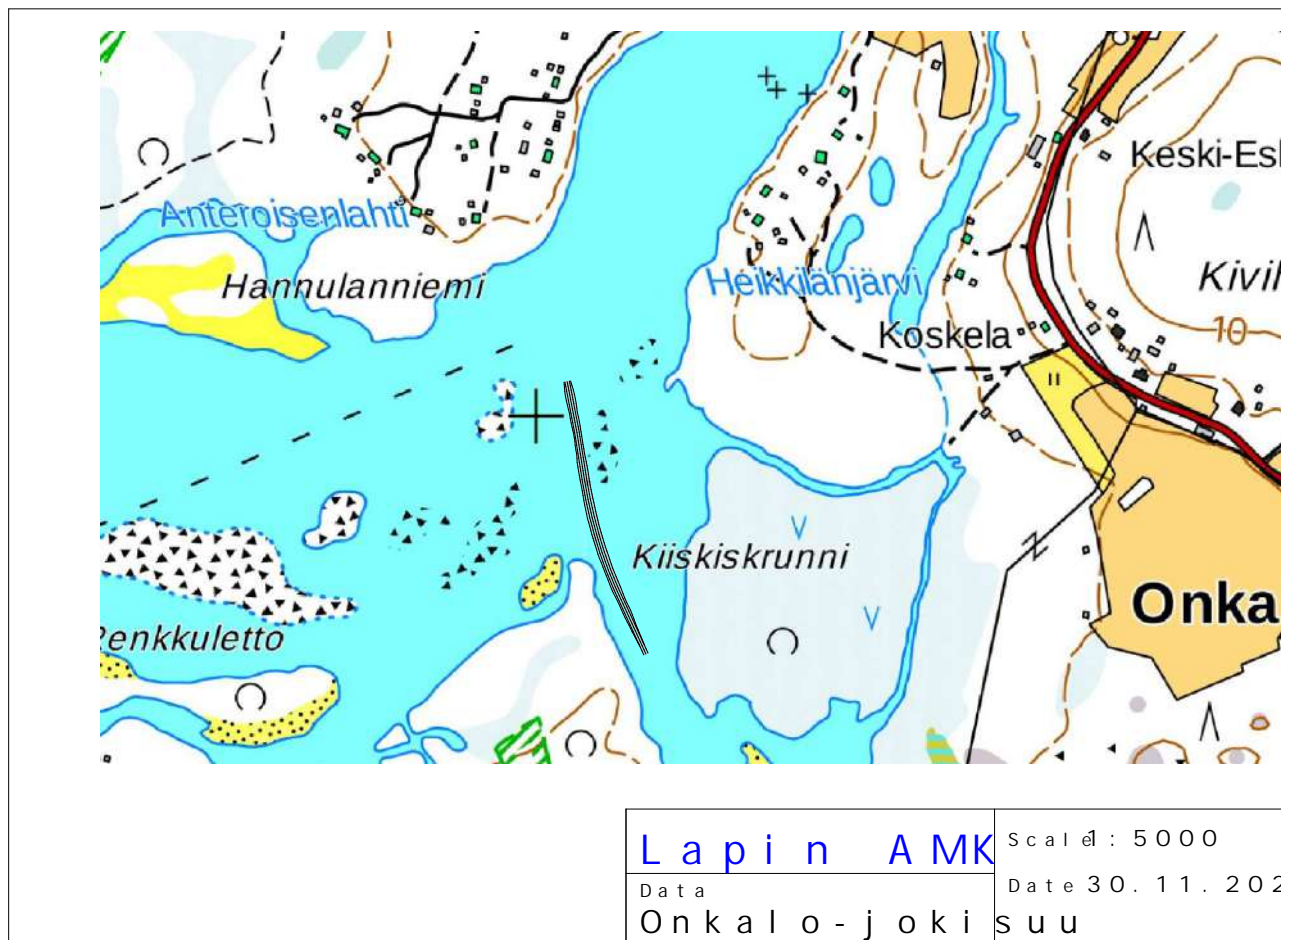 Keski-Esk
Anteroisenlahti
Hannulanniemi
Heikkilänjärvi
Kivil
Koskela
10
Kiiskiskrunni
Onka
Penkkuletto
Lapin AMK
Scale 1:5000
Data
Date 30.11.202
Onkalo-jokisuu